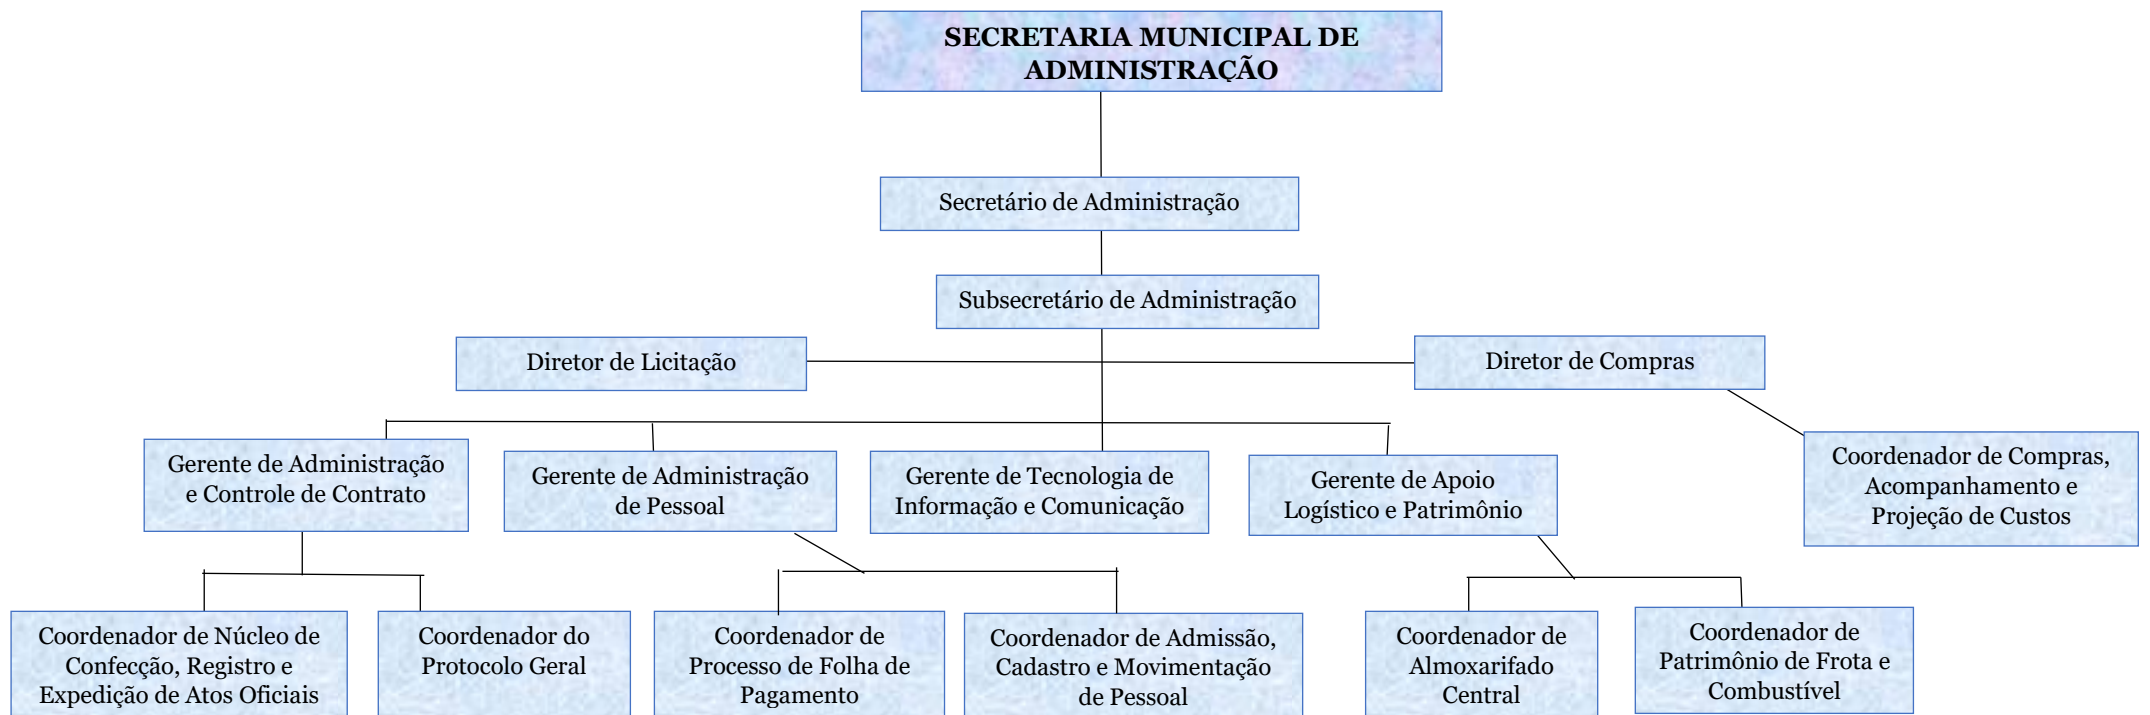 SECRETARIA MUNICIPAL DE
ADMINISTRAÇÃO
Secretário de Administração
Subsecretário de Administração
Diretor de Licitação
Diretor de Compras
Gerente de Administração
e Controle de Contrato
Gerente de Administração
de Pessoal
Gerente de Tecnologia de
Informação e Comunicação
Gerente de Apoio
Logístico e Patrimônio
Coordenador de Compras,
Acompanhamento e
Projeção de Custos
Coordenador de Núcleo de
Confecção, Registro e
Expedição de Atos Oficiais
Coordenador do
Protocolo Geral
Coordenador de
Processo de Folha de
Pagamento
Coordenador de Admissão,
Cadastro e Movimentação
de Pessoal
Coordenador de
Almoxarifado
Central
Coordenador de
Patrimônio de Frota e
Combustível